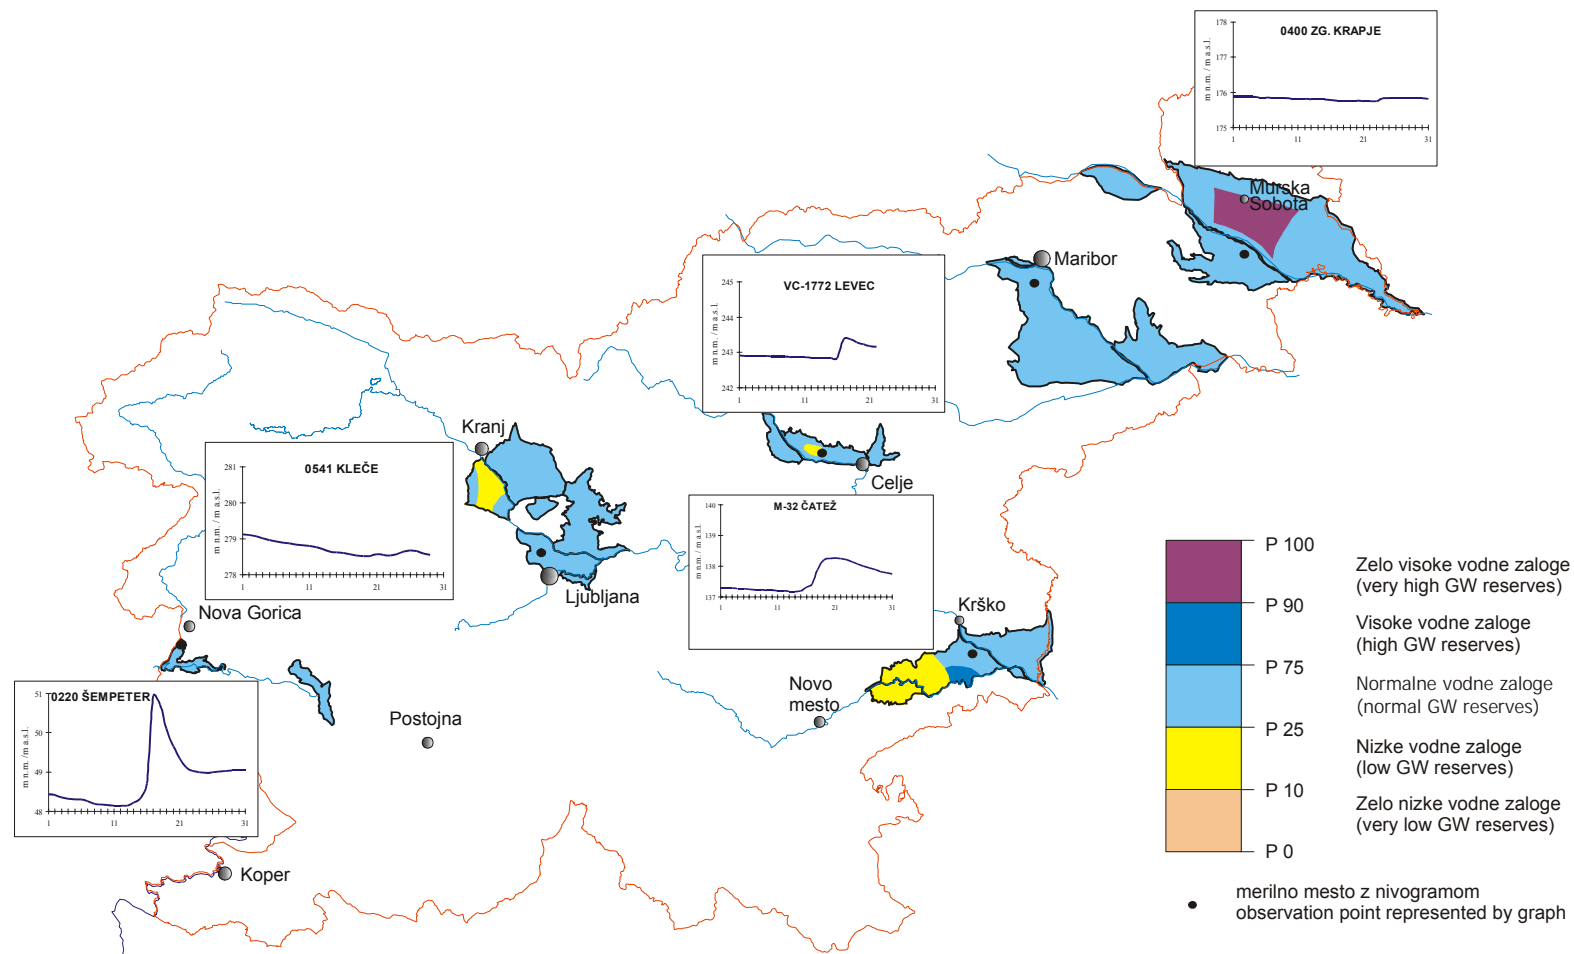 0400 ZG. KRAPJE
m n.m. / m a.s.l.
178
177
176
175
1 11 21 31
Murska
Sobota
Maribor
VC-1772 LEVEC
m n.m. / m a.s.l.
245
244
243
242
1 11 21 31
Kranj
Celje
0541 KLEČE
m n.m. / m a.s.l.
281
280
279
278
1 11 21 31
M-32 ČATEŽ
m n.m. / m a.s.l.
140
139
138
137
1 11 21 31
Ljubljana
Nova Gorica
Krško
Novo
mesto
0220 ŠEMPETER
m n.m. / m a.s.l.
51
50
49
48
1 11 21 31
Postojna
Koper
P 100
Zelo visoke vodne zaloge
(very high GW reserves)
P 90
Visoke vodne zaloge
(high GW reserves)
P 75
Normalne vodne zaloge
(normal GW reserves)
P 25
Nizke vodne zaloge
(low GW reserves)
P 10
Zelo nizke vodne zaloge
(very low GW reserves)
P 0
merilno mesto z nivogramom
observation point represented by graph